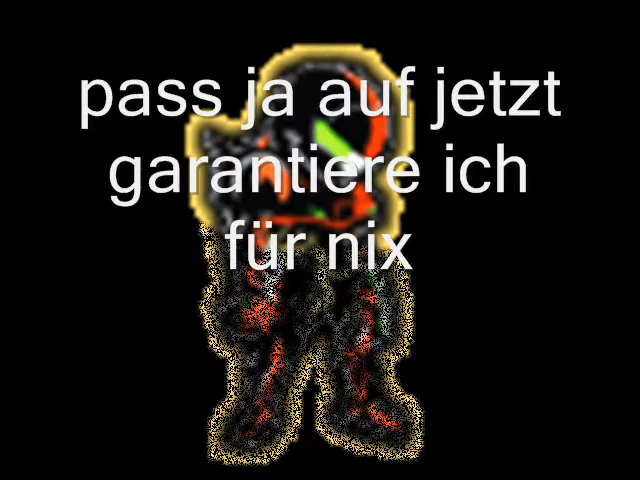 pass ja auf jetzt
garantiere ich
für nix